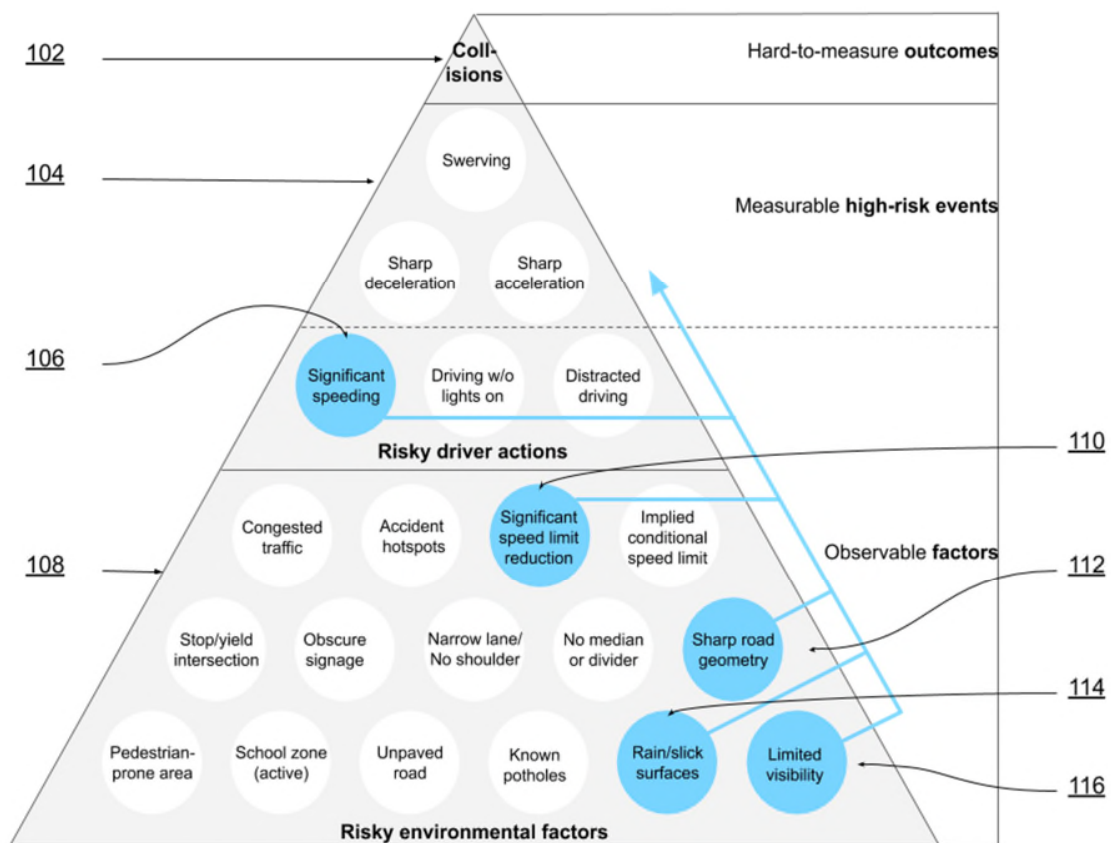 102
Coll-
isions
Hard-to-measure outcomes
104
Swerving
Measurable high-risk events
Sharp
deceleration
Sharp
acceleration
106
Significant
speeding
Driving w/o
lights on
Distracted
driving
Risky driver actions
110
Congested
traffic
Accident
hotspots
Significant
speed limit
reduction
Implied
conditional
speed limit
Observable factors
108
112
Stop/yield
intersection
Obscure
signage
Narrow lane/
No shoulder
No median
or divider
Sharp road
geometry
114
Pedestrian-
prone area
School zone
(active)
Unpaved
road
Known
potholes
Rain/slick
surfaces
Limited
visibility
116
Risky environmental factors